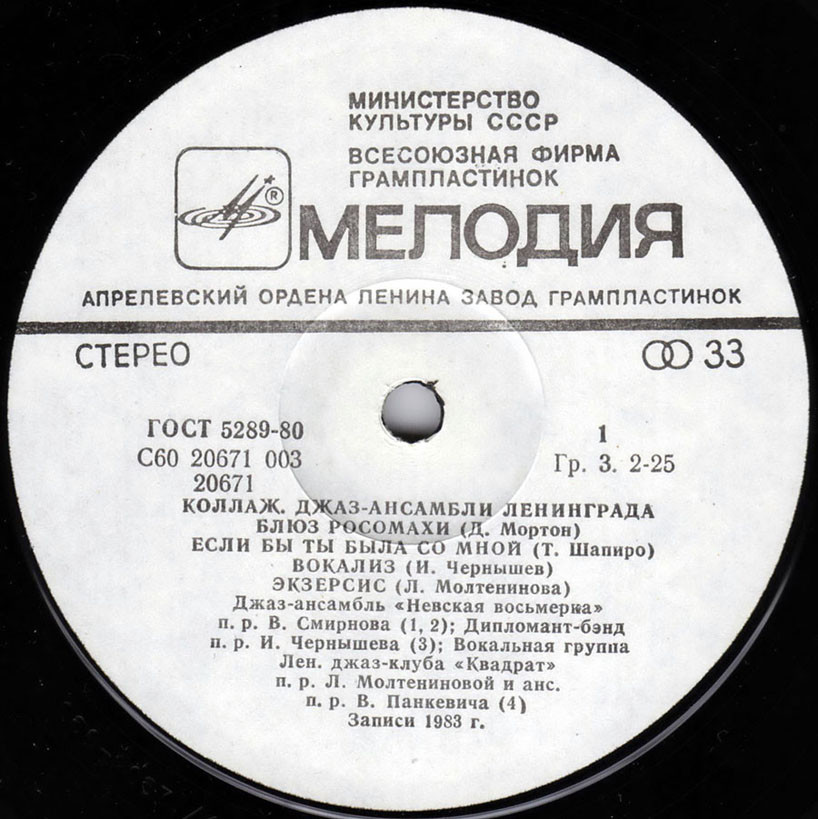 МИНИСТЕРСТВО
КУЛЬТУРЫ СССР
ВСЕСОЮЗНАЯ ФИРМА
ГРАМПЛАСТИНОК
®
МЕЛОДИЯ
АПРЕЛЕВСКИЙ ОРДЕНА ЛЕНИНА ЗАВОД ГРАМПЛАСТИНОК
СТЕРЕО 33
ГОСТ 5289-80 1
С60 20671 003 Гр. 3. 2-25
20671
КОЛЛАЖ. ДЖАЗ-АНСАМБЛИ ЛЕНИНГРАДА
БЛЮЗ РОСОМАХИ (Д. Мортон)
ЕСЛИ БЫ ТЫ БЫЛА СО МНОЙ (Т. Шапиро)
ВОКАЛИЗ (И. Чернышев)
ЭКЗЕРСИС (Л. Молтенинова)
Джаз-ансамбль «Невская восьмерка»
п. р. В. Смирнова (1, 2); Дипломант-бэнд
п. р. И. Чернышева (3); Вокальная группа
Лен. джаз-клуба «Квадрат»
п. р. Л. Молтениновой и анс.
п. р. В. Панкевича (4)
Записи 1983 г.